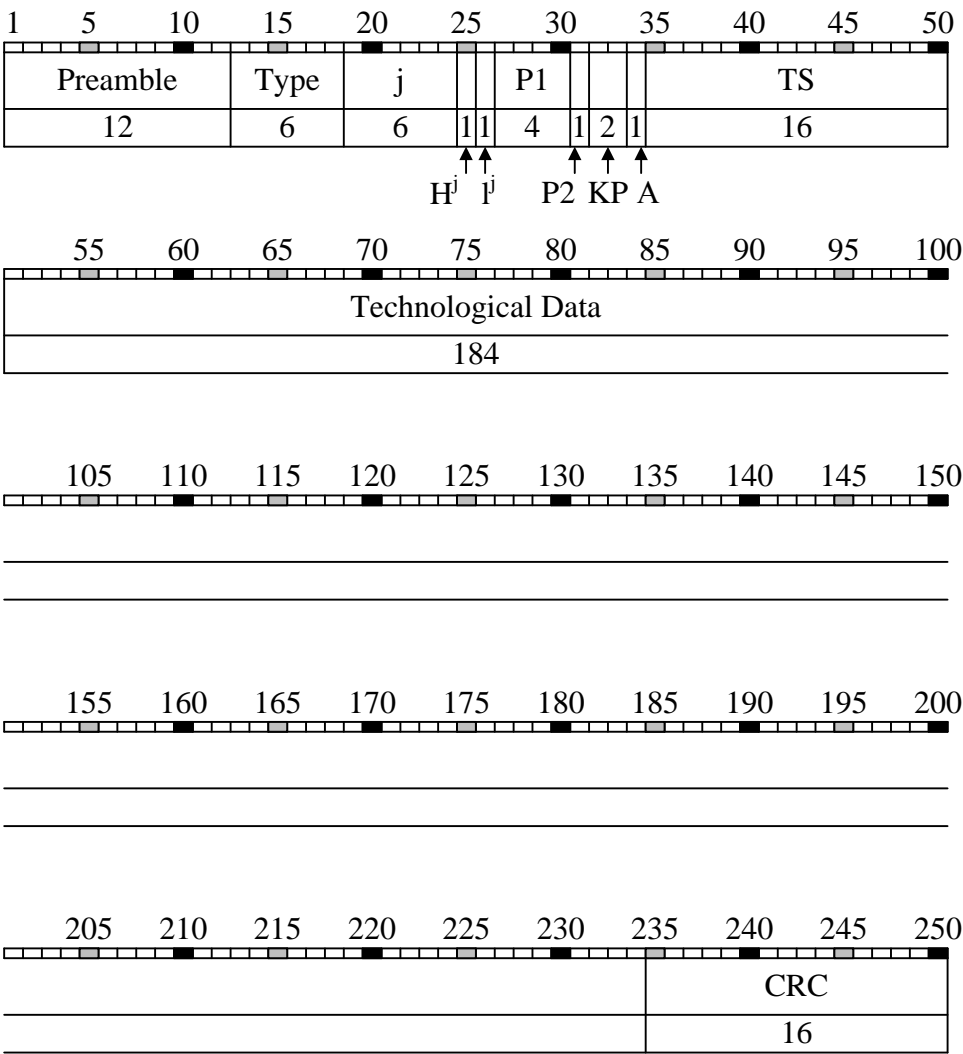 1 5 10 15 20 25 30 35 40 45 50
Preamble Type j P1 TS
12 6 6 1 1 4 1 2 1 16
Hʲ lʲ P2 KP A
55 60 65 70 75 80 85 90 95 100
Technological Data
184
105 110 115 120 125 130 135 140 145 150
155 160 165 170 175 180 185 190 195 200
205 210 215 220 225 230 235 240 245 250
CRC
16